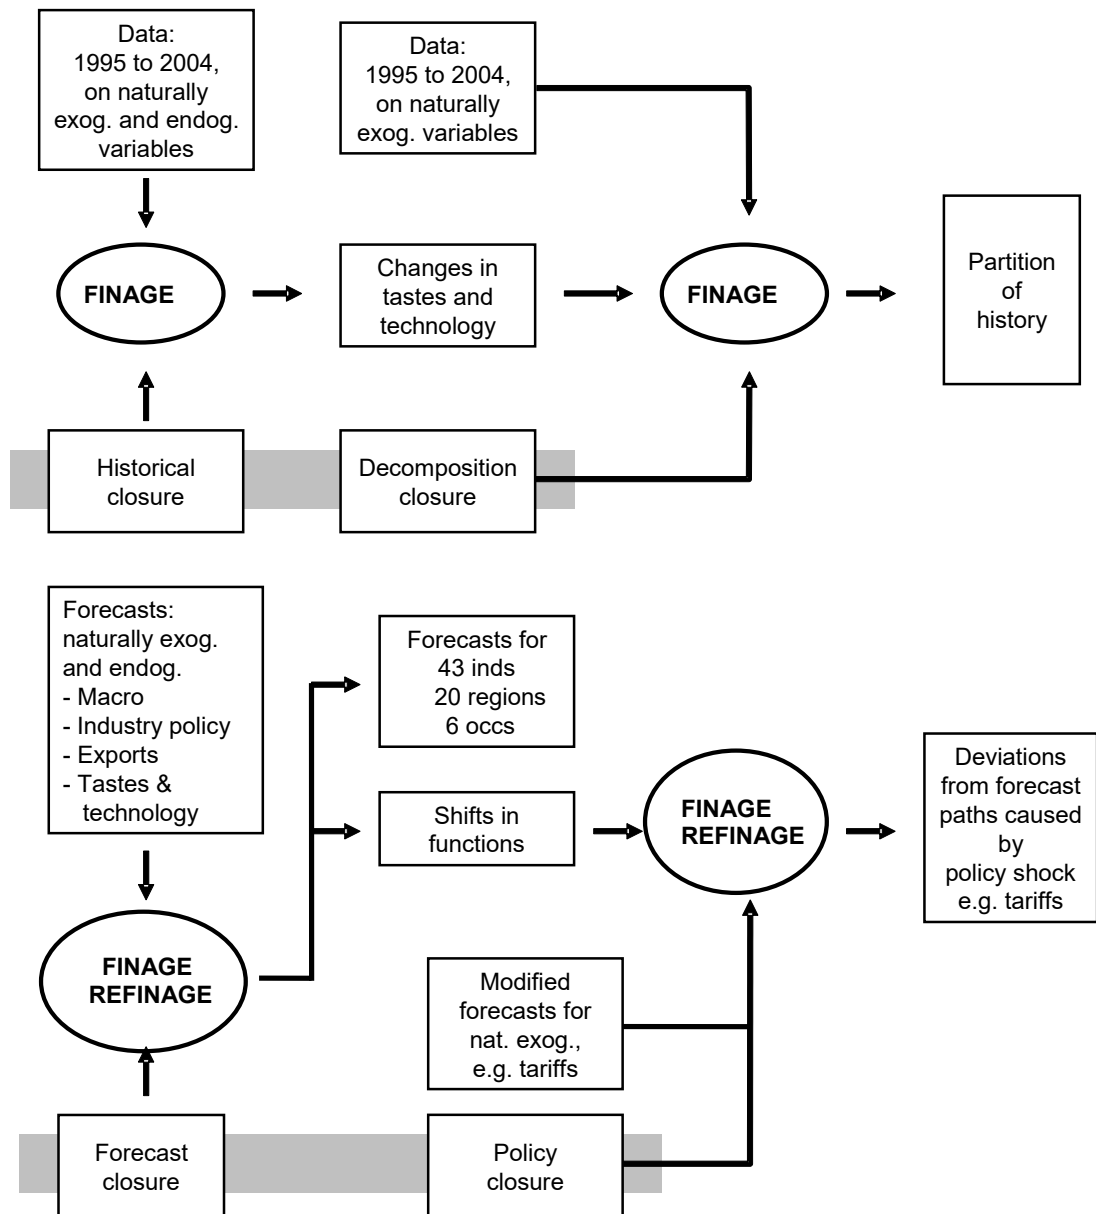 Data:
1995 to 2004,
on naturally
exog. and endog.
variables
Data:
1995 to 2004,
on naturally
exog. variables
FINAGE
Changes in
tastes and
technology
FINAGE
Partition
of
history
Historical
closure
Decomposition
closure
Forecasts:
naturally exog.
and endog.
- Macro
- Industry policy
- Exports
- Tastes &
technology
Forecasts for
43 inds
20 regions
6 occs
Shifts in
functions
FINAGE
REFINAGE
Deviations
from forecast
paths caused
by
policy shock
e.g. tariffs
FINAGE
REFINAGE
Modified
forecasts for
nat. exog.,
e.g. tariffs
Forecast
closure
Policy
closure